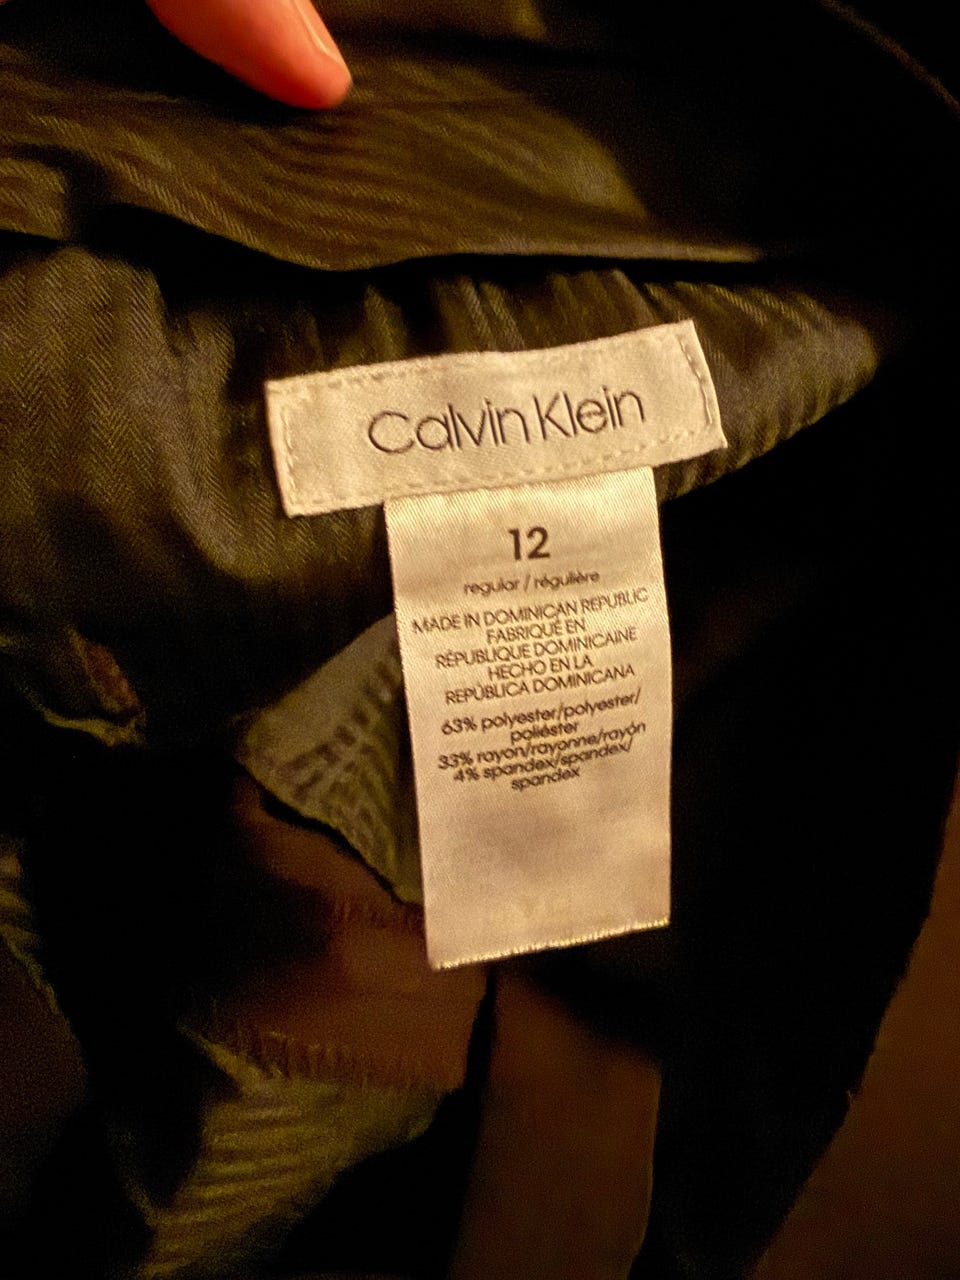 Calvin Klein
12
regular / régulière
MADE IN DOMINICAN REPUBLIC
FABRIQUÉ EN
RÉPUBLIQUE DOMINICAINE
HECHO EN LA
REPÚBLICA DOMINICANA
63% polyester/polyester/
poliéster
33% rayon/rayonne/rayón
4% spandex/spandex/
spandex